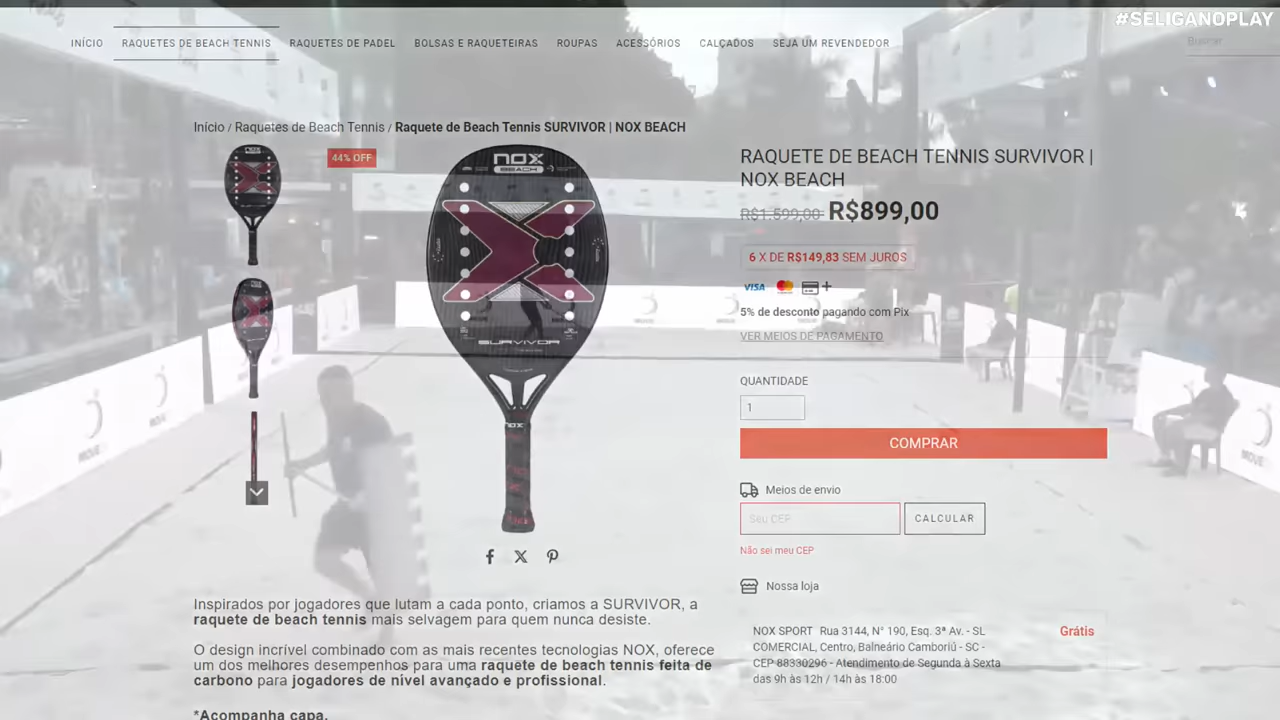 #SELIGANOPLAY
INÍCIO RAQUETES DE BEACH TENNIS RAQUETES DE PADEL BOLSAS E RAQUETEIRAS ROUPAS ACESSÓRIOS CALÇADOS SEJA UM REVENDEDOR
Buscar
Início / Raquetes de Beach Tennis / Raquete de Beach Tennis SURVIVOR | NOX BEACH
44% OFF
nox
BEACH
SURVIVOR
nox
RAQUETE DE BEACH TENNIS SURVIVOR |
NOX BEACH
R$1.599,00 R$899,00
6 X DE R$149,83 SEM JUROS
VISA
5% de desconto pagando com Pix
VER MEIOS DE PAGAMENTO
QUANTIDADE
1
COMPRAR
Meios de envio
Seu CEP
CALCULAR
Não sei meu CEP
Nossa loja
NOX SPORT Rua 3144, N° 190, Esq. 3ª Av. - SL
COMERCIAL, Centro, Balneário Camboriú - SC -
CEP 88330296 - Atendimento de Segunda à Sexta
das 9h às 12h / 14h às 18:00
Grátis
Inspirados por jogadores que lutam a cada ponto, criamos a SURVIVOR, a
raquete de beach tennis mais selvagem para quem nunca desiste.
O design incrível combinado com as mais recentes tecnologias NOX, oferece
um dos melhores desempenhos para uma raquete de beach tennis feita de
carbono para jogadores de nível avançado e profissional.
*Acompanha capa.